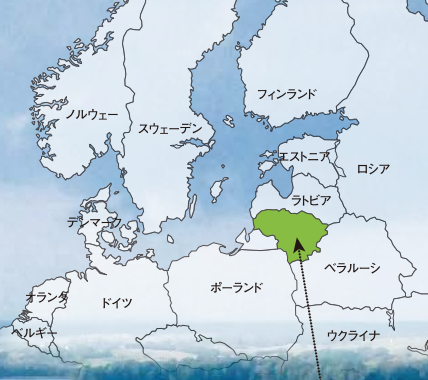 フィンランド
ノルウェー
スウェーデン
エストニア
ロシア
ラトビア
デンマーク
ベラルーシ
オランダ
ドイツ
ポーランド
ベルギー
ウクライナ